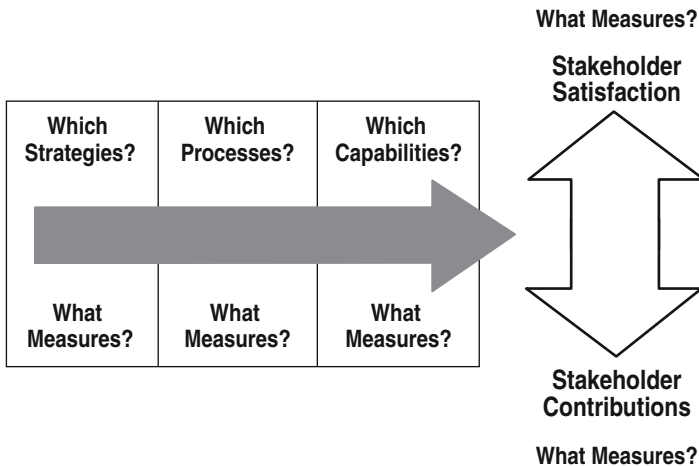 What Measures?
Stakeholder
Satisfaction
Which
Strategies?
Which
Processes?
Which
Capabilities?
What
Measures?
What
Measures?
What
Measures?
Stakeholder
Contributions
What Measures?